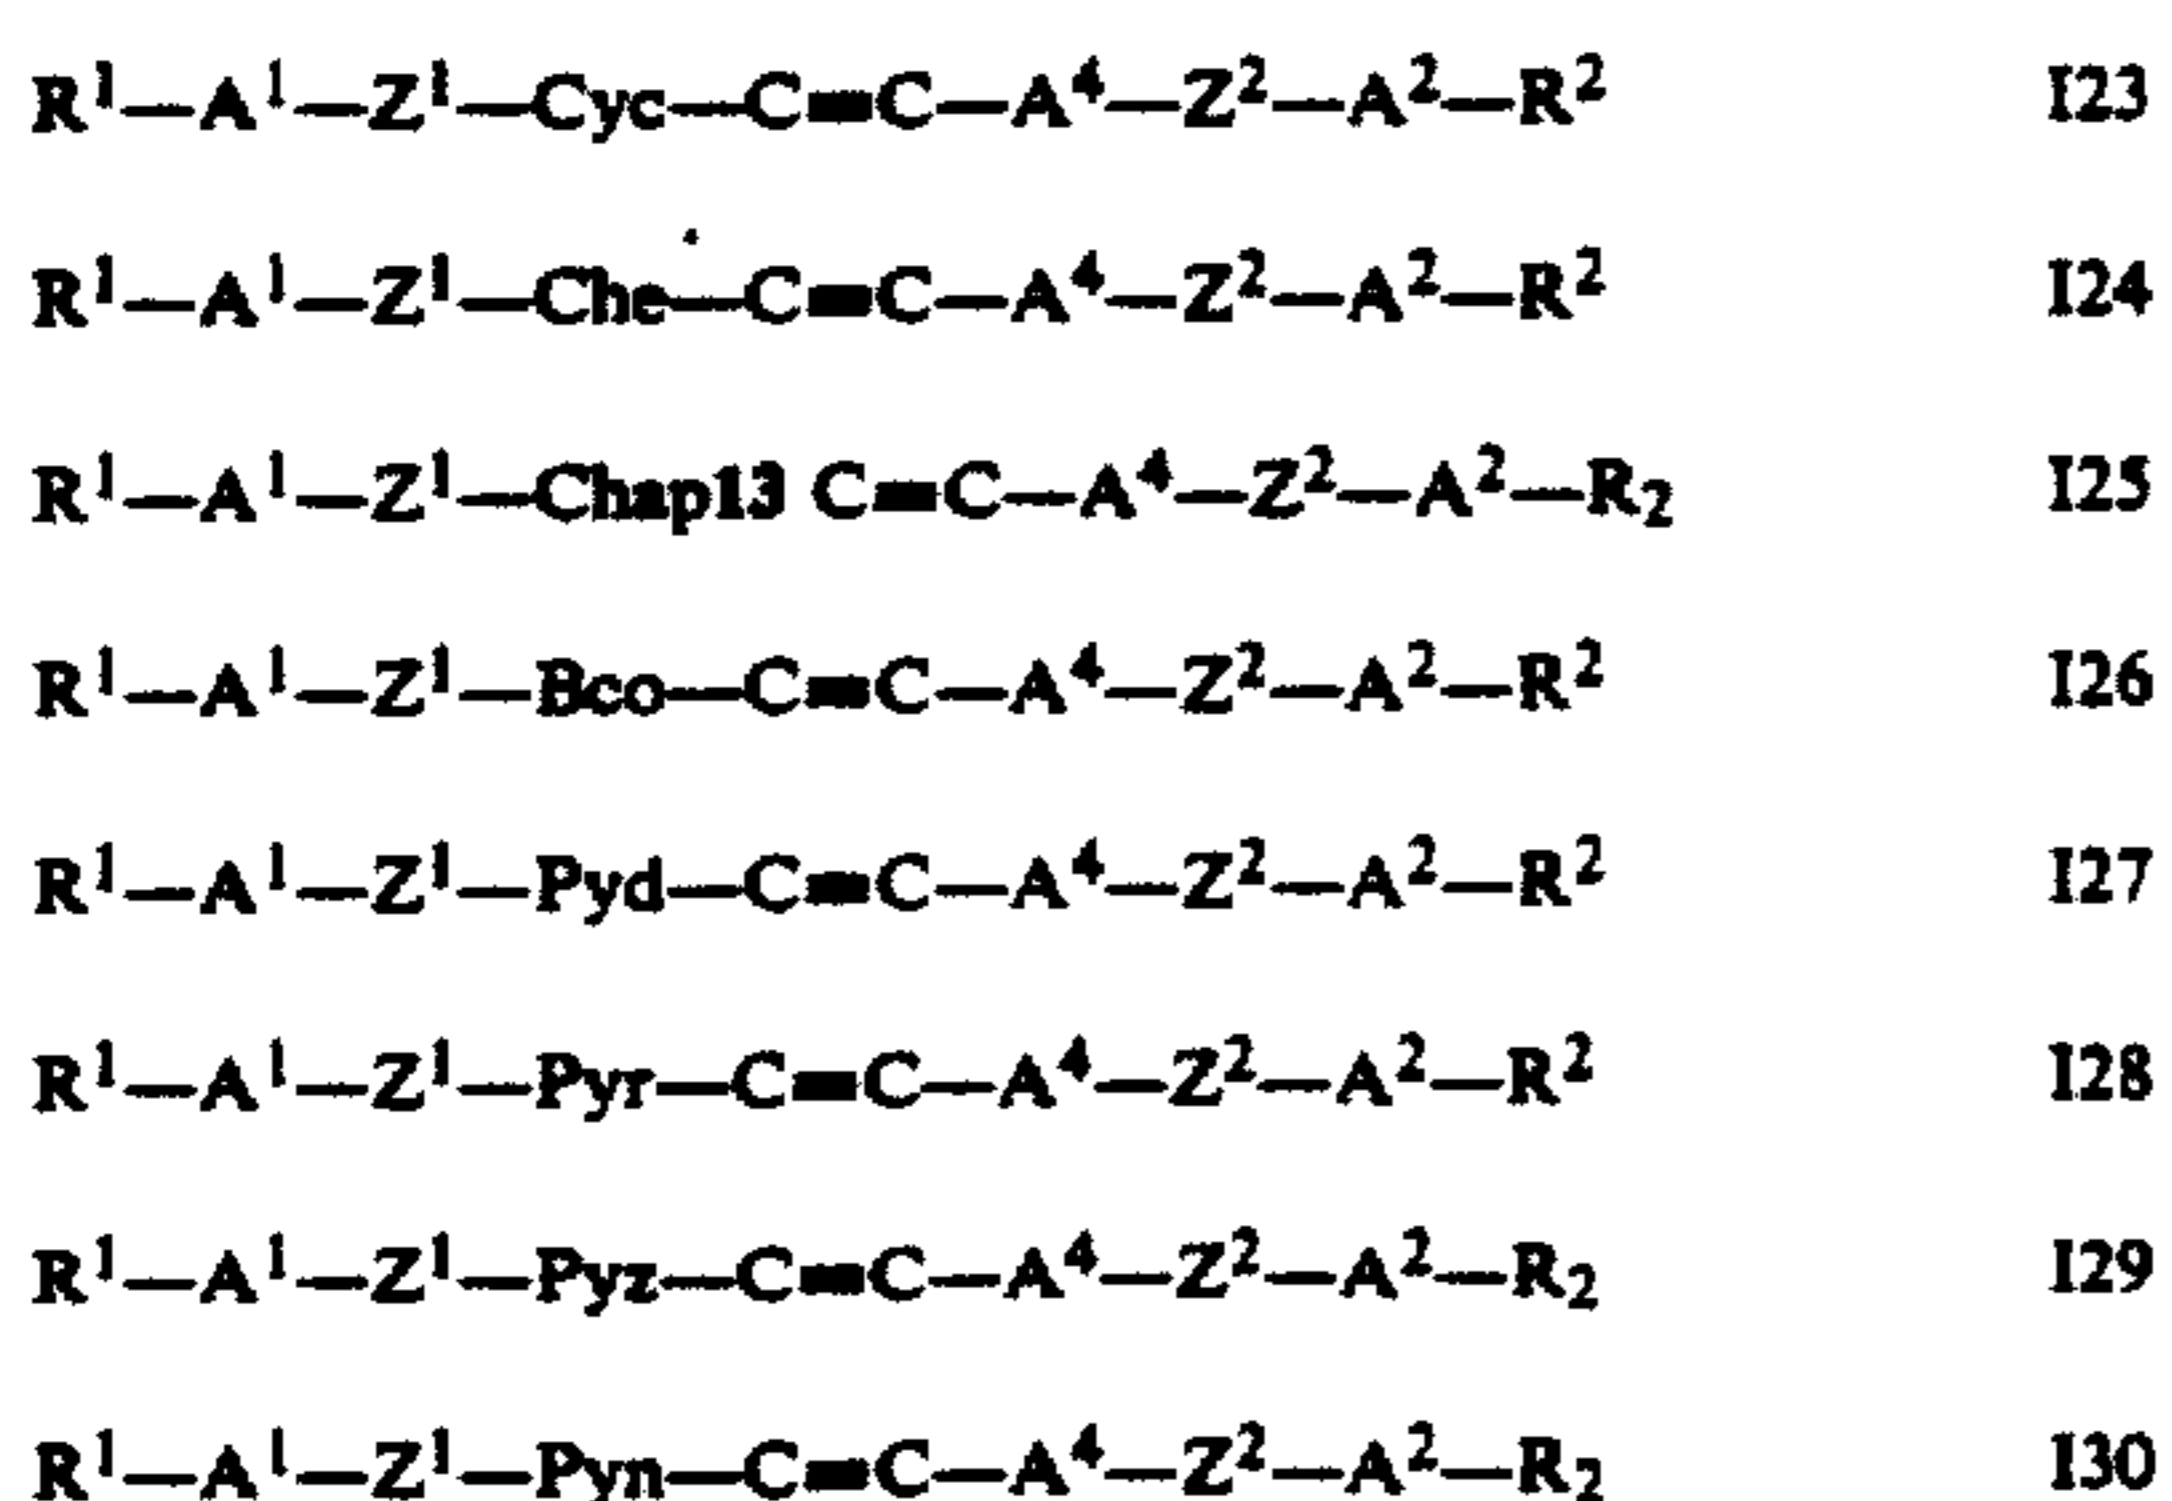 R¹—A¹—Z¹—Cyc—C≡C—A⁴—Z²—A²—R² I23
R¹—A¹—Z¹—Che—C≡C—A⁴—Z²—A²—R² I24
R¹—A¹—Z¹—Chap13 C≡C—A⁴—Z²—A²—R₂ I25
R¹—A¹—Z¹—Bco—C≡C—A⁴—Z²—A²—R² I26
R¹—A¹—Z¹—Pyd—C≡C—A⁴—Z²—A²—R² I27
R¹—A¹—Z¹—Pyr—C≡C—A⁴—Z²—A²—R² I28
R¹—A¹—Z¹—Pyz—C≡C—A⁴—Z²—A²—R₂ I29
R¹—A¹—Z¹—Pyn—C≡C—A⁴—Z²—A²—R₂ I30